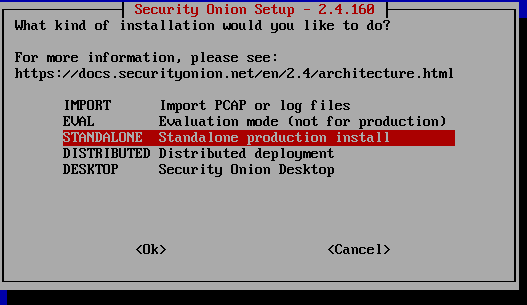 Security Onion Setup - 2.4.160
What kind of installation would you like to do?
For more information, please see:
https://docs.securityonion.net/en/2.4/architecture.html
IMPORT Import PCAP or log files
EVAL Evaluation mode (not for production)
STANDALONE Standalone production install
DISTRIBUTED Distributed deployment
DESKTOP Security Onion Desktop
<Ok> <Cancel>